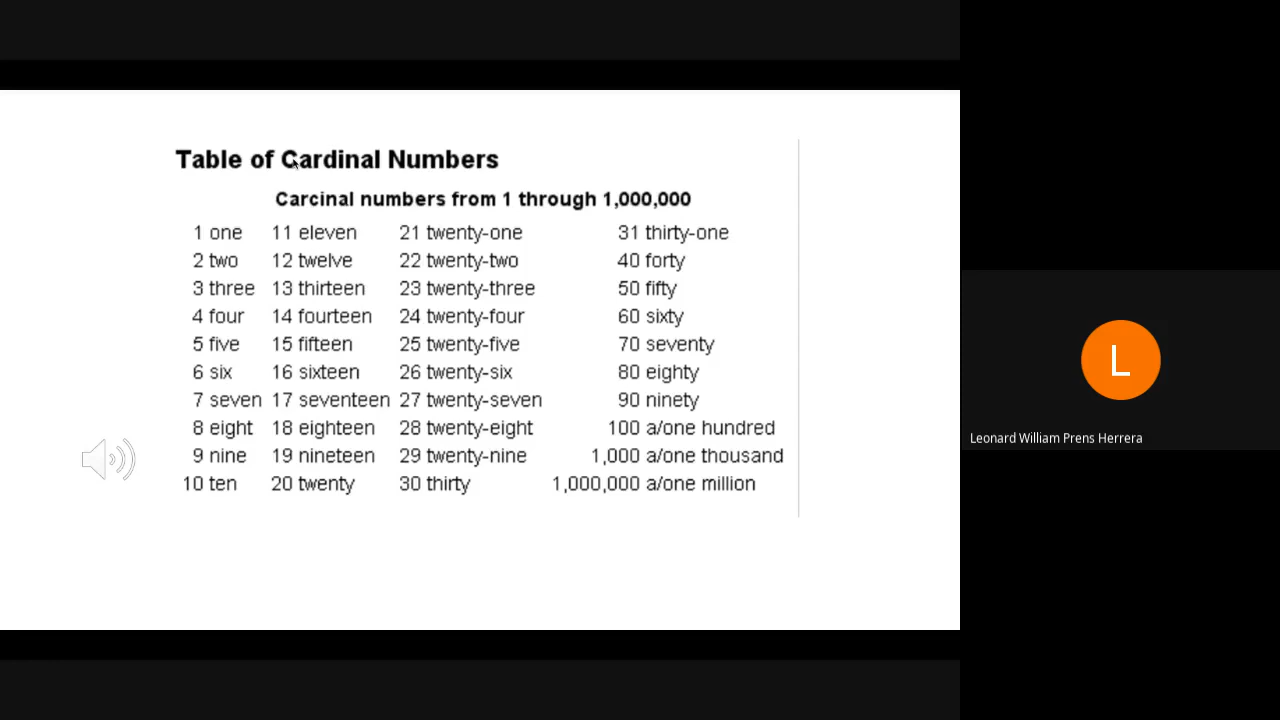 Table of Cardinal Numbers
Carcinal numbers from 1 through 1,000,000
1 one 11 eleven 21 twenty-one 31 thirty-one
2 two 12 twelve 22 twenty-two 40 forty
3 three 13 thirteen 23 twenty-three 50 fifty
4 four 14 fourteen 24 twenty-four 60 sixty
5 five 15 fifteen 25 twenty-five 70 seventy
6 six 16 sixteen 26 twenty-six 80 eighty
7 seven 17 seventeen 27 twenty-seven 90 ninety
8 eight 18 eighteen 28 twenty-eight 100 a/one hundred
9 nine 19 nineteen 29 twenty-nine 1,000 a/one thousand
10 ten 20 twenty 30 thirty 1,000,000 a/one million
L
Leonard William Prens Herrera